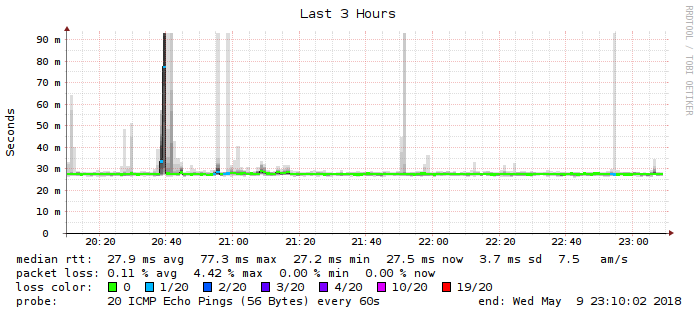 Last 3 Hours
RRDTOOL / TOBI OETIKER
Seconds
90 m
80 m
70 m
60 m
50 m
40 m
30 m
20 m
10 m
0
20:20 20:40 21:00 21:20 21:40 22:00 22:20 22:40 23:00
median rtt: 27.9 ms avg 77.3 ms max 27.2 ms min 27.5 ms now 3.7 ms sd 7.5 am/s
packet loss: 0.11 % avg 4.42 % max 0.00 % min 0.00 % now
loss color: 0 1/20 2/20 3/20 4/20 10/20 19/20
probe: 20 ICMP Echo Pings (56 Bytes) every 60s end: Wed May 9 23:10:02 2018